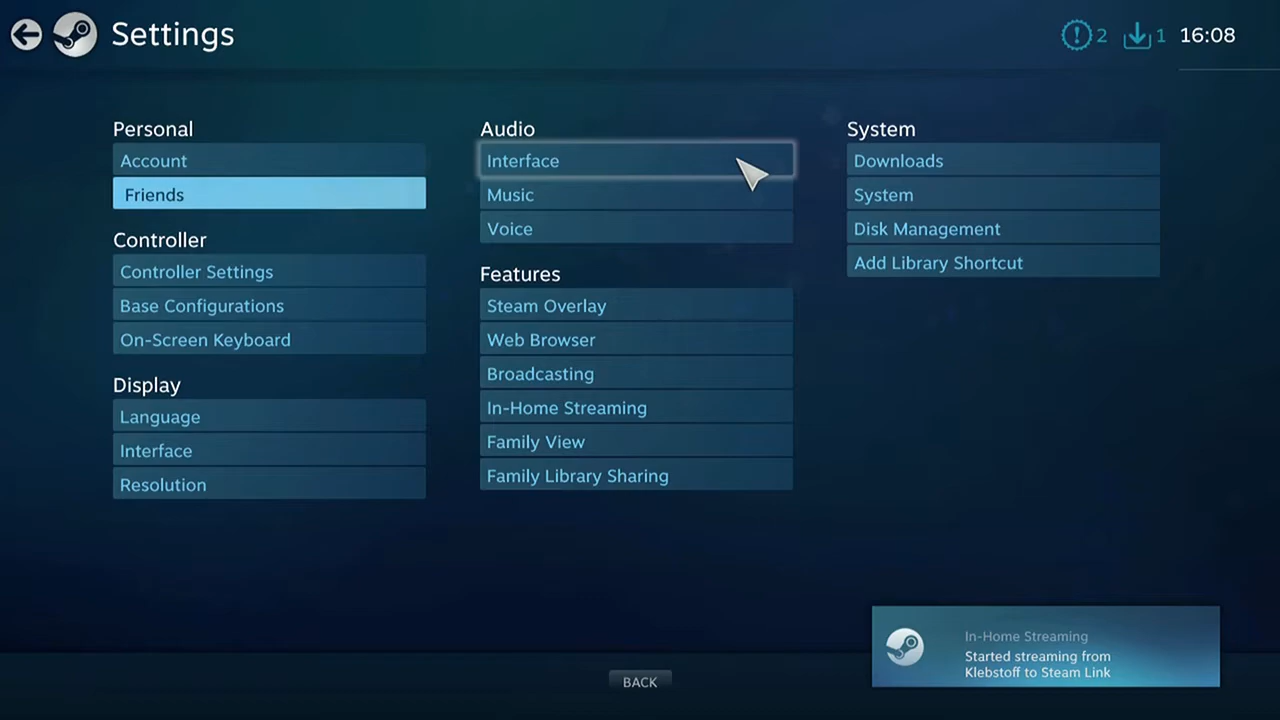 Settings
2
1
16:08
Personal
Account
Friends
Controller
Controller Settings
Base Configurations
On-Screen Keyboard
Display
Language
Interface
Resolution
Audio
Interface
Music
Voice
Features
Steam Overlay
Web Browser
Broadcasting
In-Home Streaming
Family View
Family Library Sharing
System
Downloads
System
Disk Management
Add Library Shortcut
In-Home Streaming
Started streaming from
Klebstoff to Steam Link
BACK